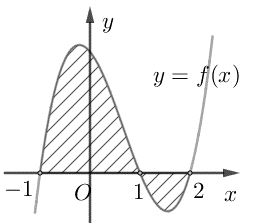 y
y = f(x)
−1 O 1 2 x